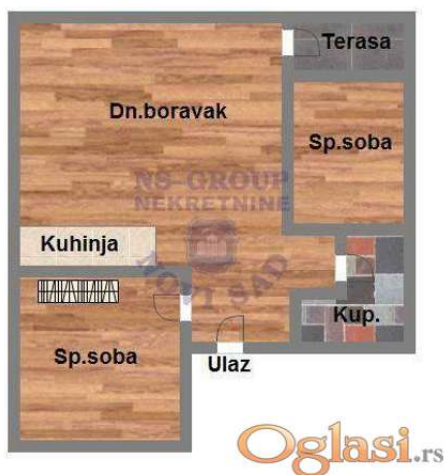 Terasa
Dn.boravak
Sp.soba
NS-GROUP
NEKRETNINE
Kuhinja
NOVI SAD
Kup.
Sp.soba
Ulaz
Oglasi.rs